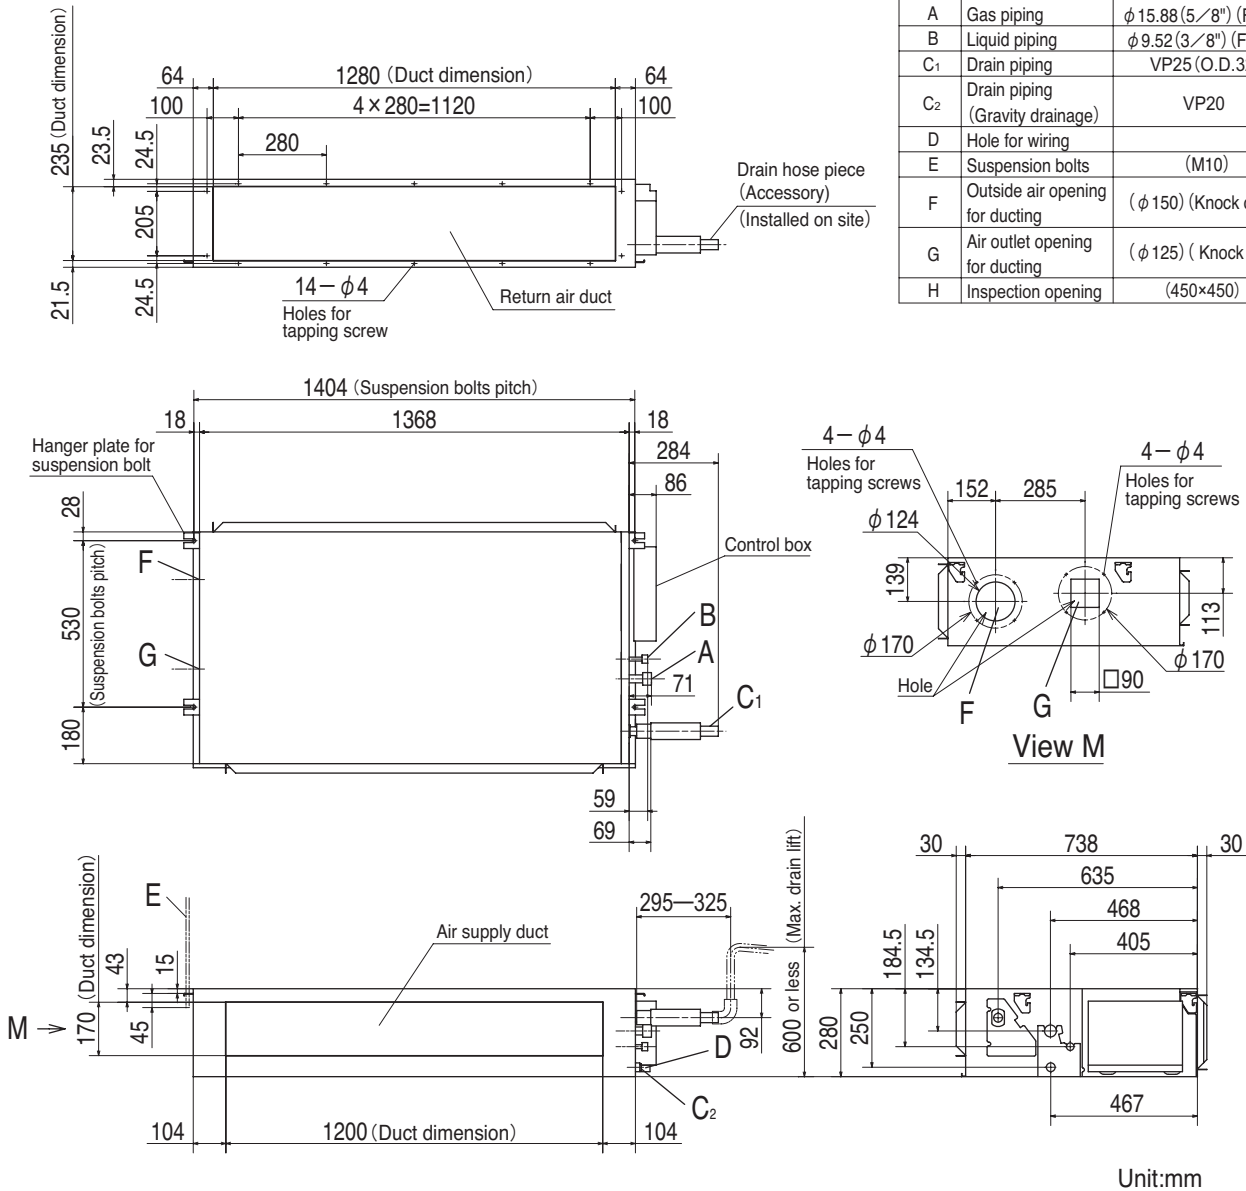 235 (Duct dimension)
64
1280 (Duct dimension)
64
100
4×280=1120
100
23.5
24.5
280
205
21.5
24.5
14−φ4
Holes for
tapping screw
Return air duct
Drain hose piece
(Accessory)
(Installed on site)
A Gas piping φ15.88(5/8")
B Liquid piping φ9.52(3/8")
C1 Drain piping VP25(O.D.
C2 Drain piping
(Gravity drainage) VP20
D Hole for wiring
E Suspension bolts (M10)
F Outside air opening
for ducting (φ150)(Knock
G Air outlet opening
for ducting (φ125)( Knock
H Inspection opening (450×450)
1404 (Suspension bolts pitch)
18
1368
18
Hanger plate for
suspension bolt
284
86
28
530
(Suspension bolts pitch)
180
F
G
Control box
B
A
71
C1
59
69
4−φ4
Holes for
tapping screws
4−φ4
Holes for
tapping screws
152
285
φ124
139
113
φ170
φ170
Hole
□90
F
G
View M
170 (Duct dimension)
43
15
45
E
M
Air supply duct
295—325
600 or less (Max. drain lift)
92
D
C2
104
1200 (Duct dimension)
104
30
738
30
635
468
405
184.5
134.5
280
250
467
Unit:mm